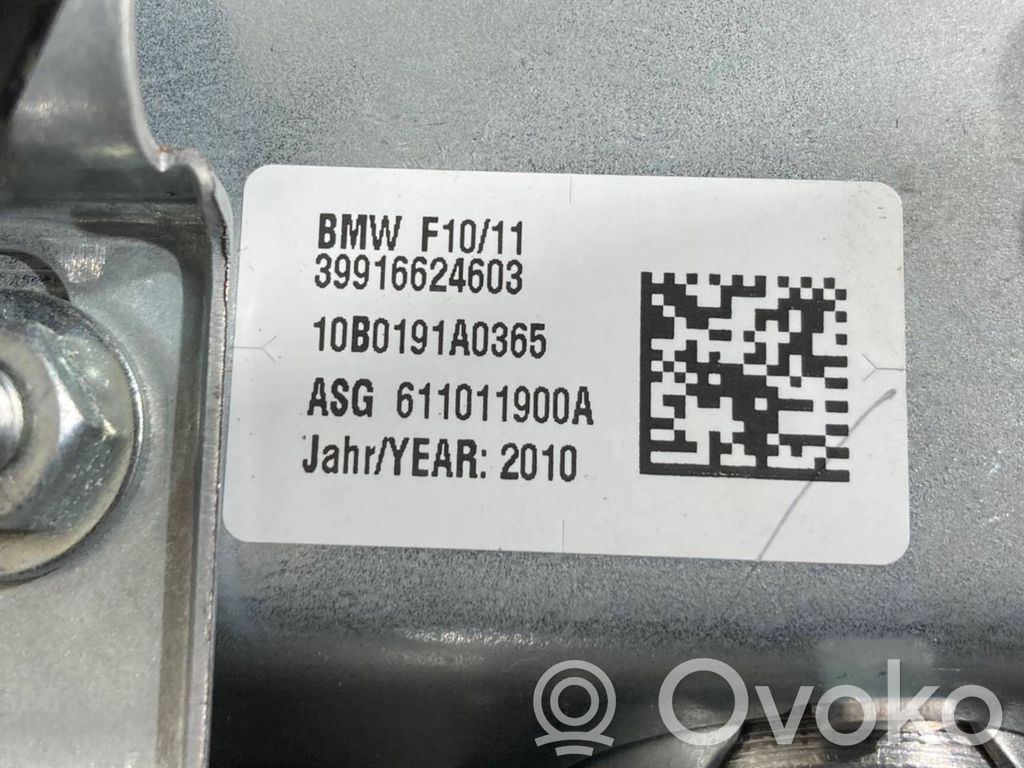 BMW F10/11
39916624603
10B0191A0365
ASG 611011900A
Jahr/YEAR: 2010
Ovoko